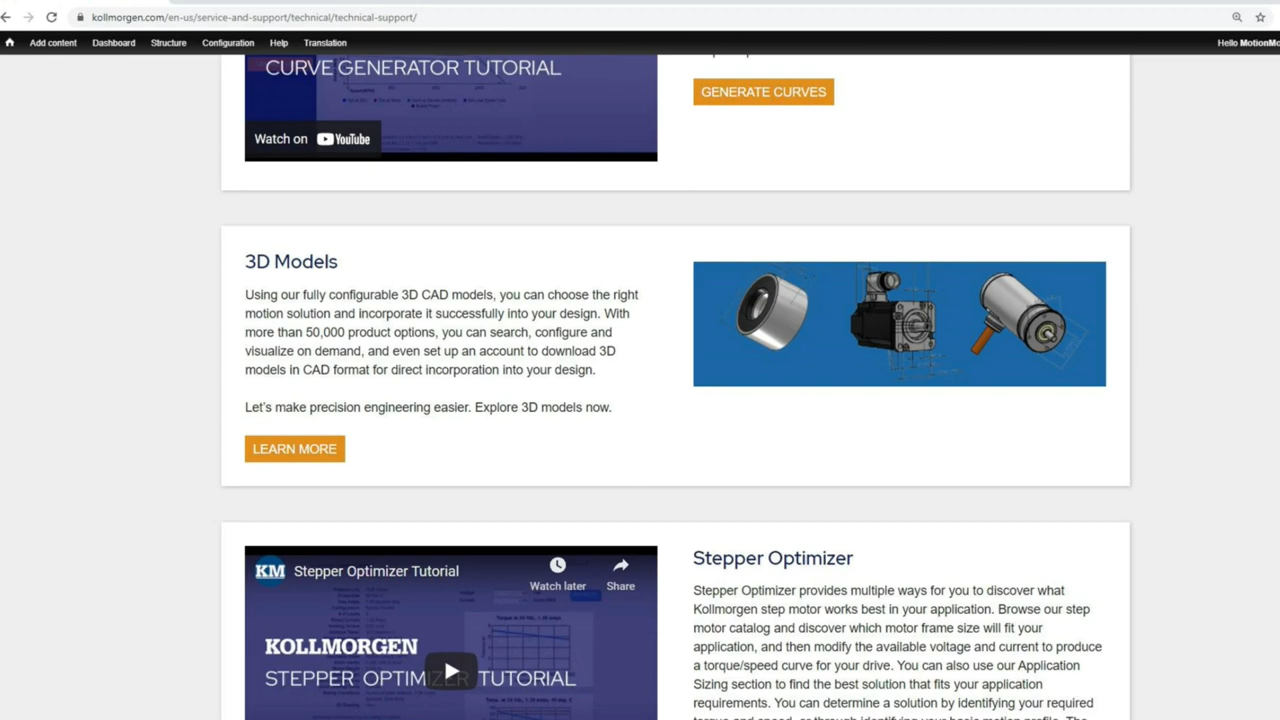 kollmorgen.com/en-us/service-and-support/technical/technical-support/
Add content Dashboard Structure Configuration Help Translation
Hello MotionMo
CURVE GENERATOR TUTORIAL
Watch on YouTube
GENERATE CURVES
3D Models
Using our fully configurable 3D CAD models, you can choose the right
motion solution and incorporate it successfully into your design. With
more than 50,000 product options, you can search, configure and
visualize on demand, and even set up an account to download 3D
models in CAD format for direct incorporation into your design.
Let's make precision engineering easier. Explore 3D models now.
LEARN MORE
KM Stepper Optimizer Tutorial
Watch later Share
KOLLMORGEN
STEPPER OPTIMIZER TUTORIAL
Stepper Optimizer
Stepper Optimizer provides multiple ways for you to discover what
Kollmorgen step motor works best in your application. Browse our step
motor catalog and discover which motor frame size will fit your
application, and then modify the available voltage and current to produce
a torque/speed curve for your drive. You can also use our Application
Sizing section to find the best solution that fits your application
requirements. You can determine a solution by identifying your required